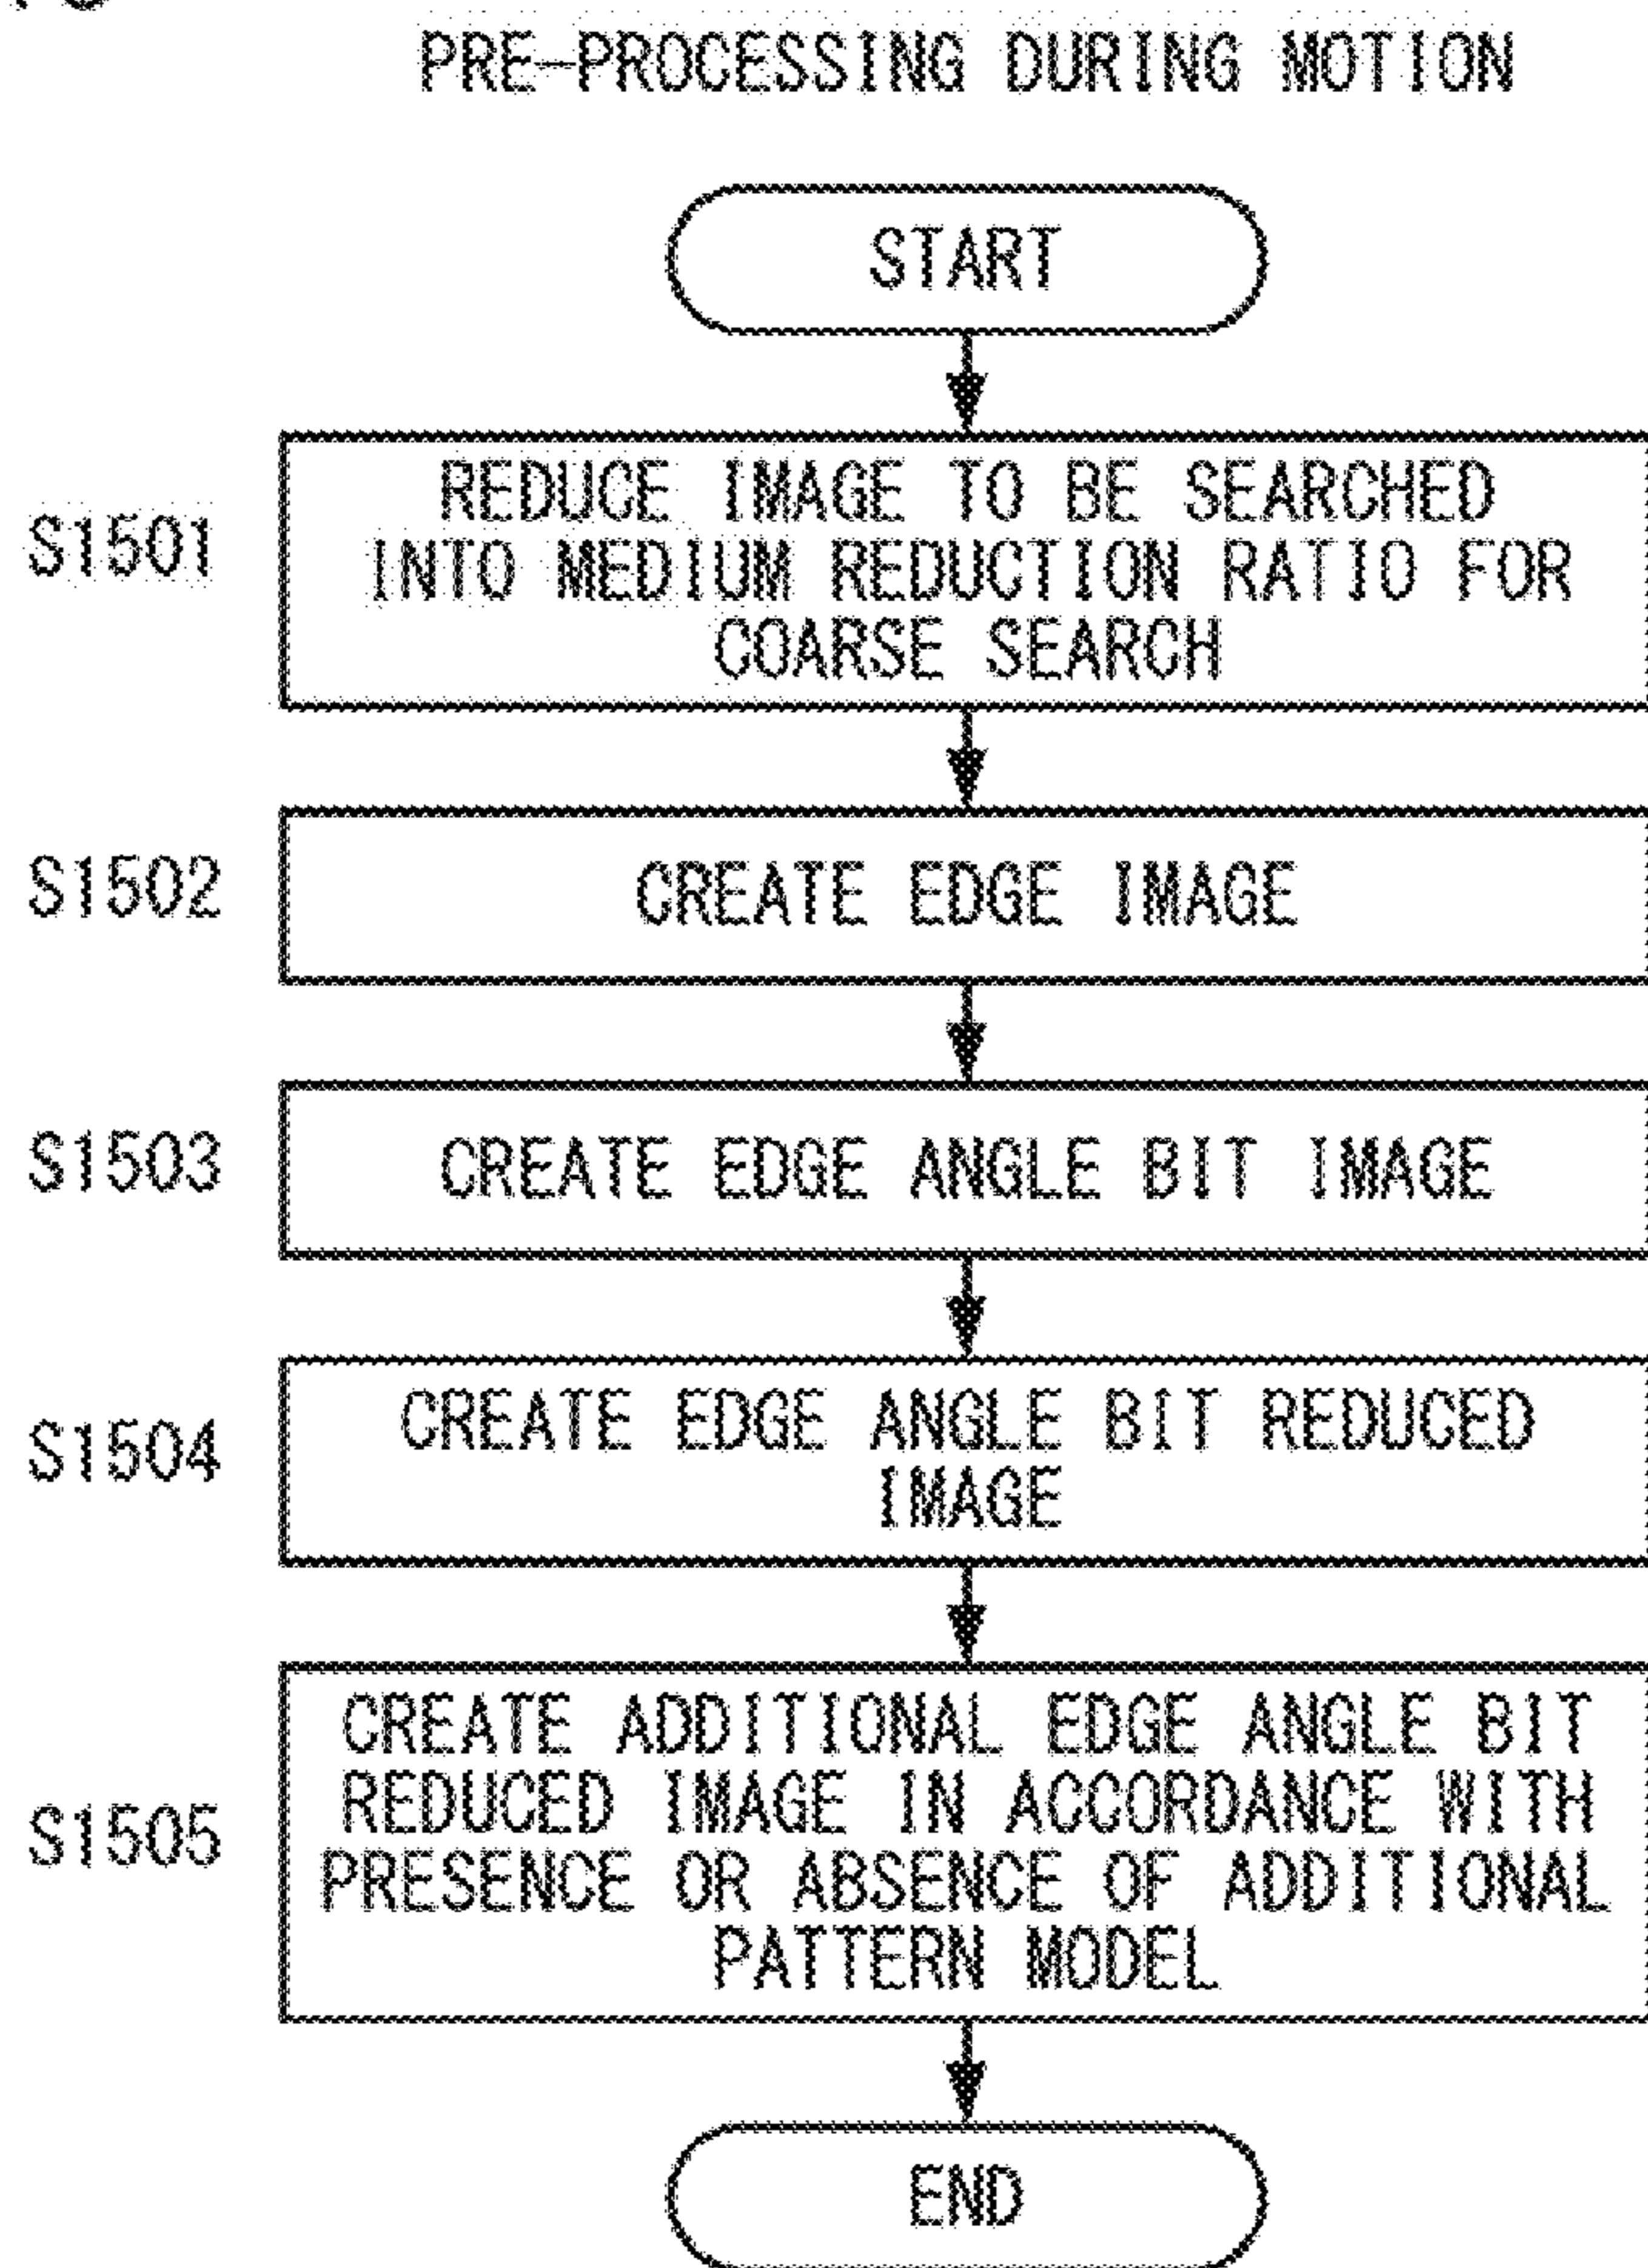 PRE-PROCESSING DURING MOTION
START
S1501
REDUCE IMAGE TO BE SEARCHED
INTO MEDIUM REDUCTION RATIO FOR
COARSE SEARCH
S1502
CREATE EDGE IMAGE
S1503
CREATE EDGE ANGLE BIT IMAGE
S1504
CREATE EDGE ANGLE BIT REDUCED
IMAGE
S1505
CREATE ADDITIONAL EDGE ANGLE BIT
REDUCED IMAGE IN ACCORDANCE WITH
PRESENCE OR ABSENCE OF ADDITIONAL
PATTERN MODEL
END